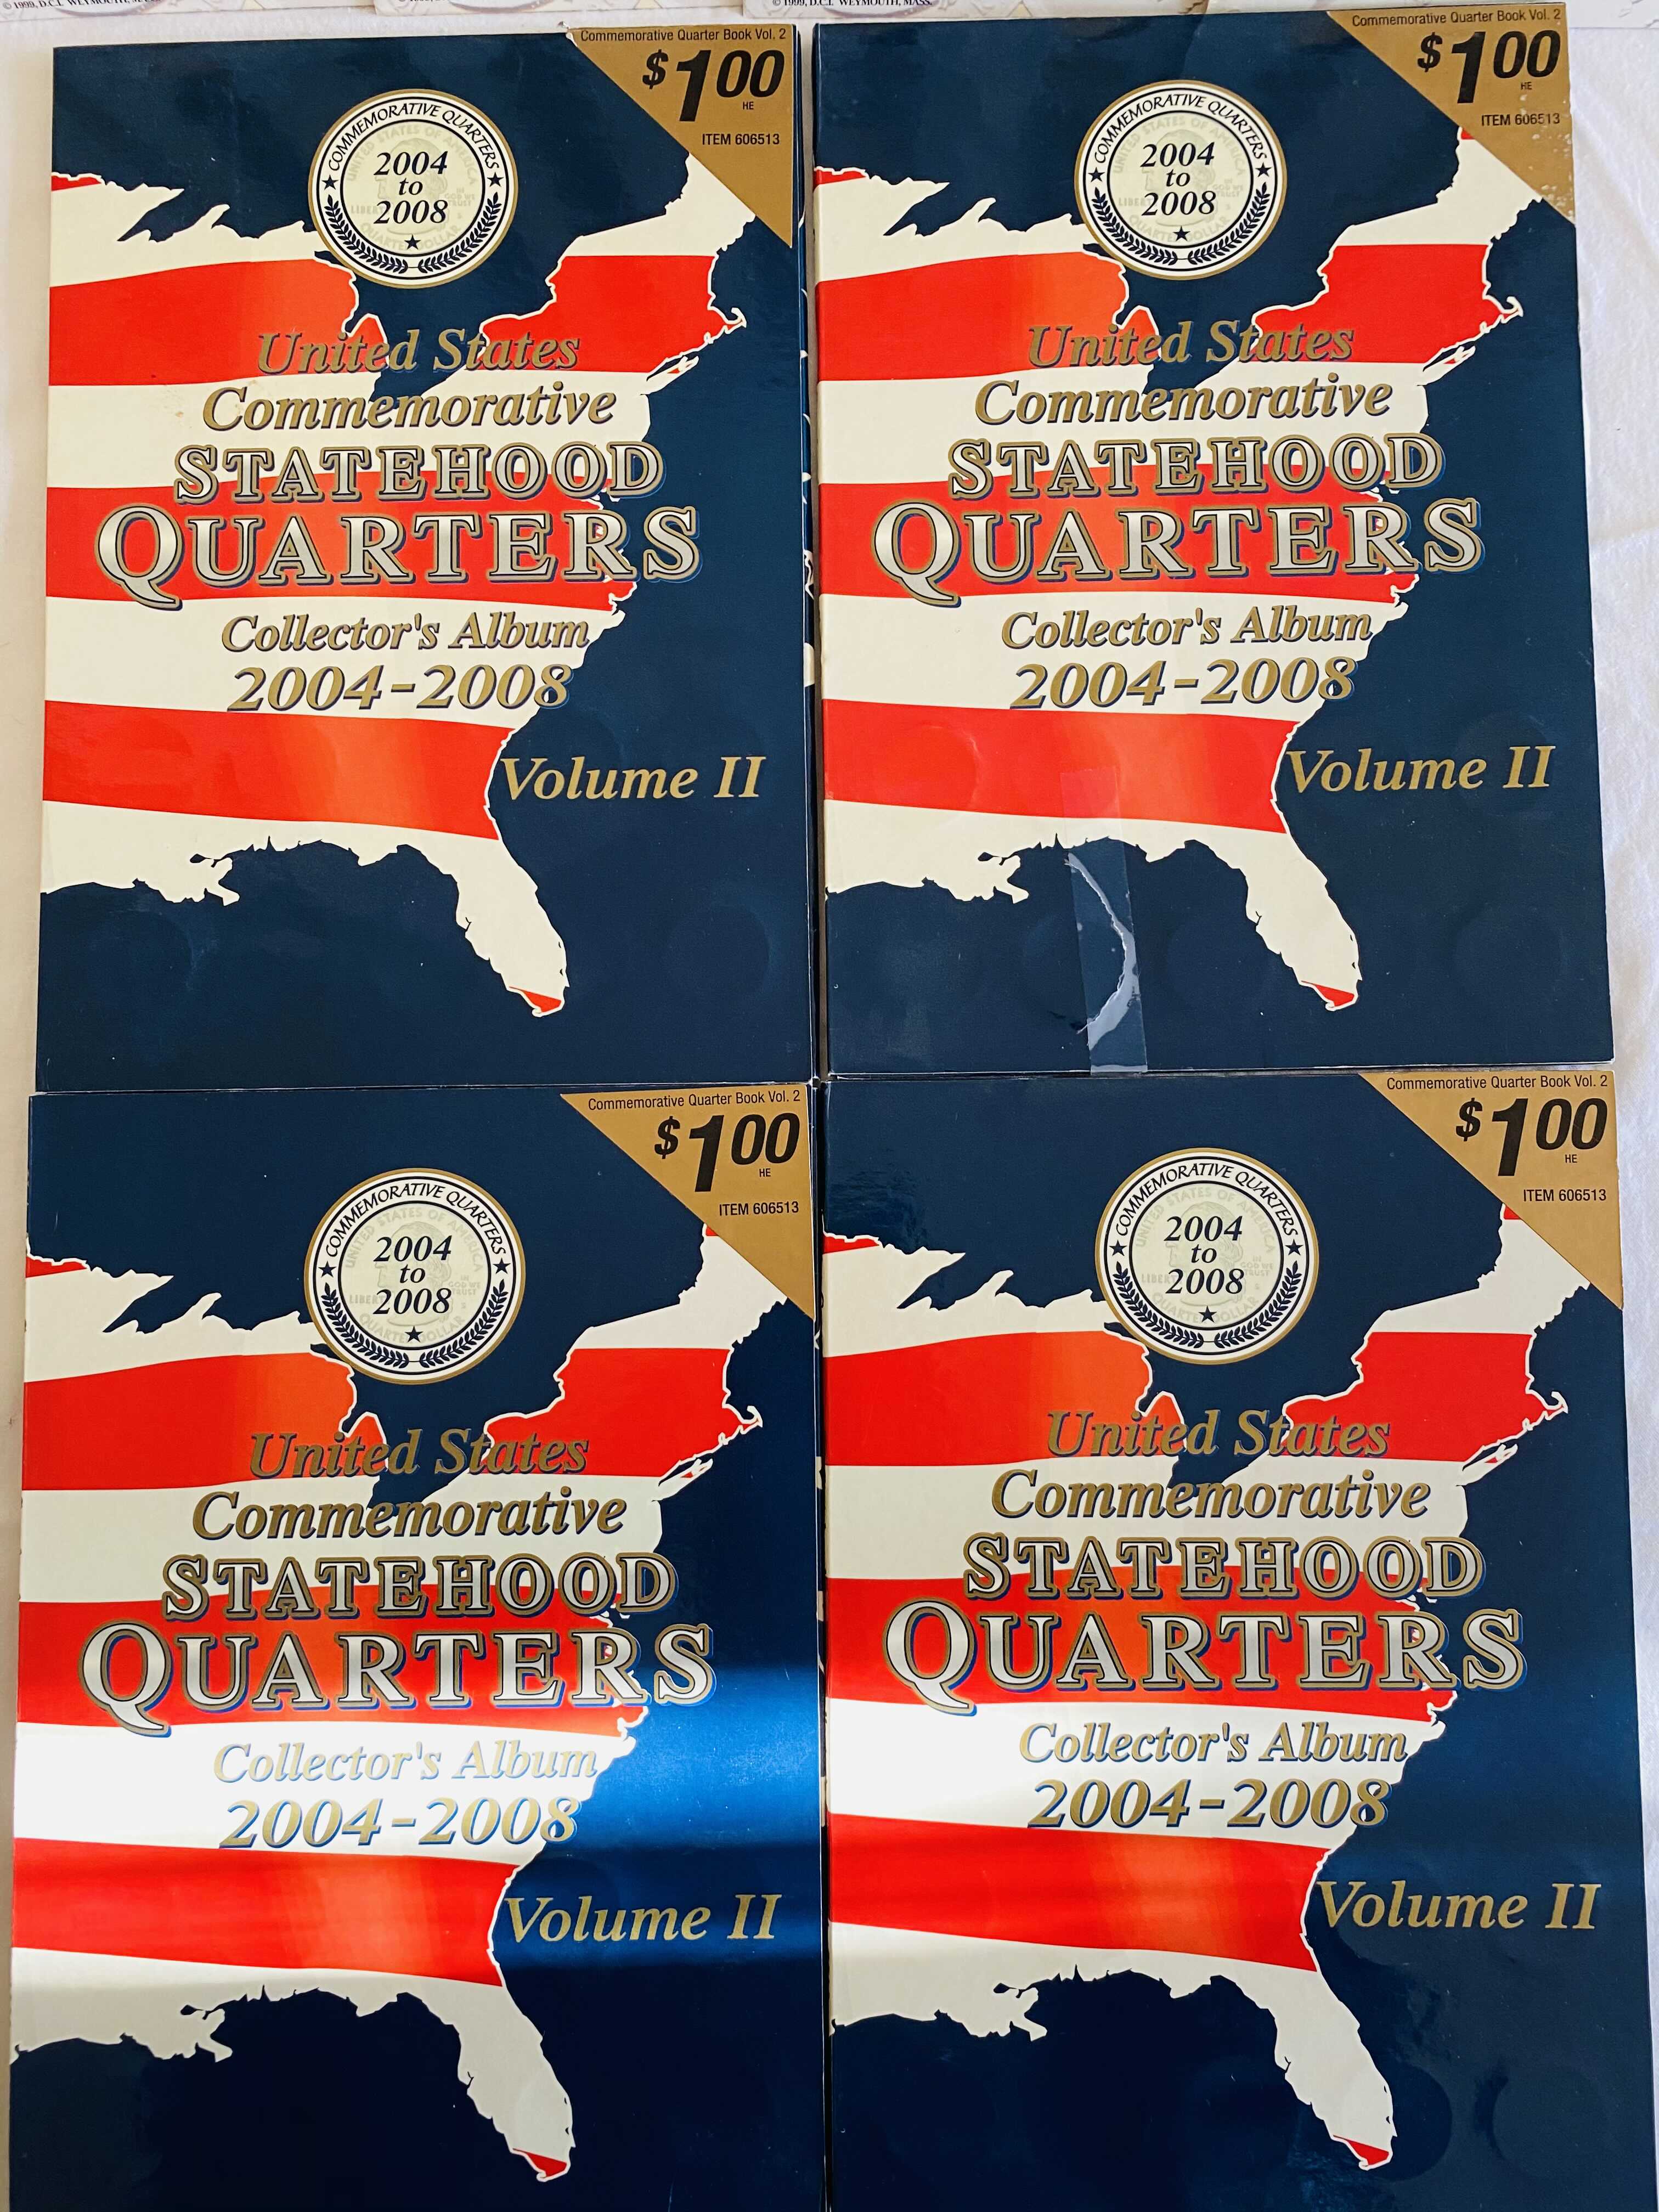 © 1999, D.C.I. WEYMOUTH, MASS.
© 1999, D.C.I. WEYMOUTH, MASS.
Commemorative Quarter Book Vol. 2
$1.00
HE
ITEM 606513
COMMEMORATIVE QUARTERS
2004
to
2008
United States
Commemorative
STATEHOOD
QUARTERS
Collector's Album
2004-2008
Volume II
Commemorative Quarter Book Vol. 2
$1.00
HE
ITEM 606513
COMMEMORATIVE QUARTERS
2004
to
2008
United States
Commemorative
STATEHOOD
QUARTERS
Collector's Album
2004-2008
Volume II
Commemorative Quarter Book Vol. 2
$1.00
HE
ITEM 606513
COMMEMORATIVE QUARTERS
2004
to
2008
United States
Commemorative
STATEHOOD
QUARTERS
Collector's Album
2004-2008
Volume II
Commemorative Quarter Book Vol. 2
$1.00
HE
ITEM 606513
COMMEMORATIVE QUARTERS
2004
to
2008
United States
Commemorative
STATEHOOD
QUARTERS
Collector's Album
2004-2008
Volume II